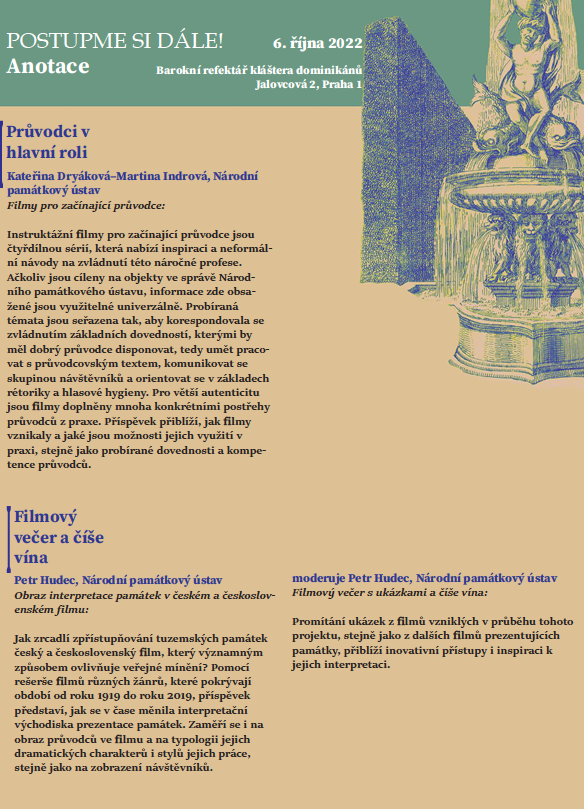 POSTUPME SI DÁLE!
Anotace
6. října 2022
Barokní refektář kláštera dominikánů
Jalovcová 2, Praha 1
Průvodci v
hlavní roli
Kateřina Dryáková–Martina Indrová, Národní
památkový ústav
Filmy pro začínající průvodce:
Instruktážní filmy pro začínající průvodce jsou
čtyřdílnou sérií, která nabízí inspiraci a neformál-
ní návody na zvládnutí této náročné profese.
Ačkoliv jsou cíleny na objekty ve správě Národ-
ního památkového ústavu, informace zde obsa-
žené jsou využitelné univerzálně. Probíraná
témata jsou seřazena tak, aby korespondovala se
zvládnutím základních dovedností, kterými by
měl dobrý průvodce disponovat, tedy umět praco-
vat s průvodcovským textem, komunikovat se
skupinou návštěvníků a orientovat se v základech
rétoriky a hlasové hygieny. Pro větší autenticitu
jsou filmy doplněny mnoha konkrétními postřehy
průvodců z praxe. Příspěvek přiblíží, jak filmy
vznikaly a jaké jsou možnosti jejich využití v
praxi, stejně jako probírané dovednosti a kompe-
tence průvodců.
Filmový
večer a číše
vína
Petr Hudec, Národní památkový ústav
Obraz interpretace památek v českém a českoslov-
enském filmu:
Jak zrcadlí zpřístupňování tuzemských památek
český a československý film, který významným
způsobem ovlivňuje veřejné mínění? Pomocí
rešerše filmů různých žánrů, které pokrývají
období od roku 1919 do roku 2019, příspěvek
představí, jak se v čase měnila interpretační
východiska prezentace památek. Zaměří se i na
obraz průvodců ve filmu a na typologii jejich
dramatických charakterů i stylů jejich práce,
stejně jako na zobrazení návštěvníků.
moderuje Petr Hudec, Národní památkový ústav
Filmový večer s ukázkami a číše vína:
Promítání ukázek z filmů vzniklých v průběhu tohoto
projektu, stejně jako z dalších filmů prezentujících
památky, přiblíží inovativní přístupy i inspiraci k
jejich interpretaci.